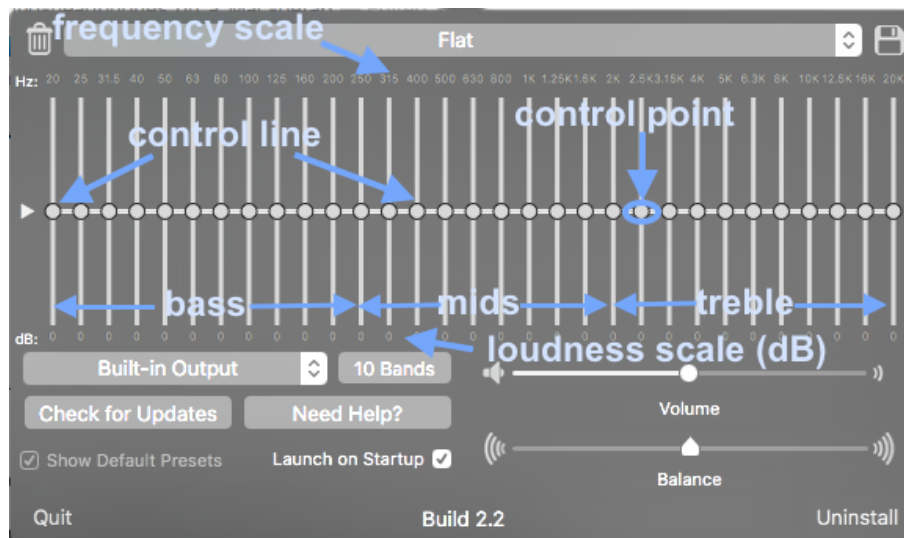 frequency scale
Flat
Hz: 20 25 31.5 40 50 63 80 100 125 160 200 250 315 400 500 630 800 1K 1.25K 1.6K 2K 2.5K 3.15K 4K 5K 6.3K 8K 10K 12.5K 16K 20K
control point
control line
bass mids treble
dB: 0 0 0 0 0 0 0 0 0 0 0 0 0 0 0 0 0 0 0 0 0 0 0 0 0 0 0 0 0 0 0
loudness scale (dB)
Built-in Output
10 Bands
Check for Updates
Need Help?
Volume
Show Default Presets
Launch on Startup
Balance
Quit
Build 2.2
Uninstall